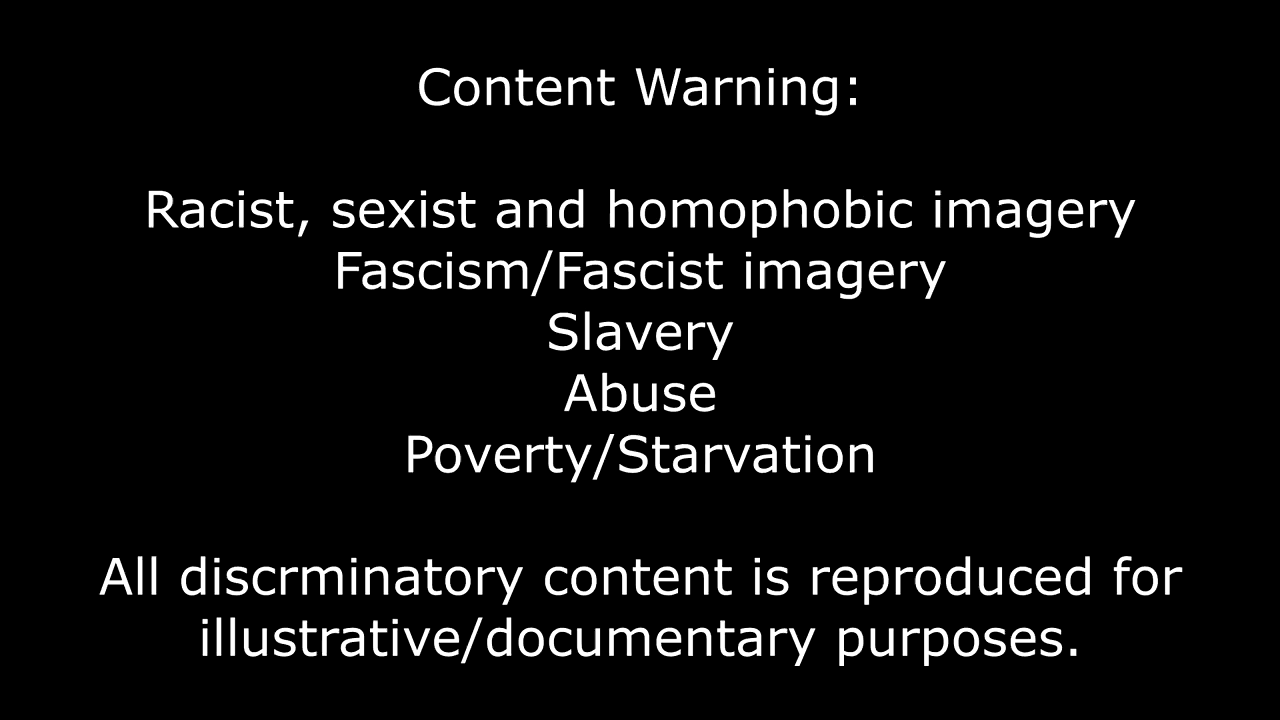 Content Warning:
Racist, sexist and homophobic imagery
Fascism/Fascist imagery
Slavery
Abuse
Poverty/Starvation
All discrminatory content is reproduced for
illustrative/documentary purposes.